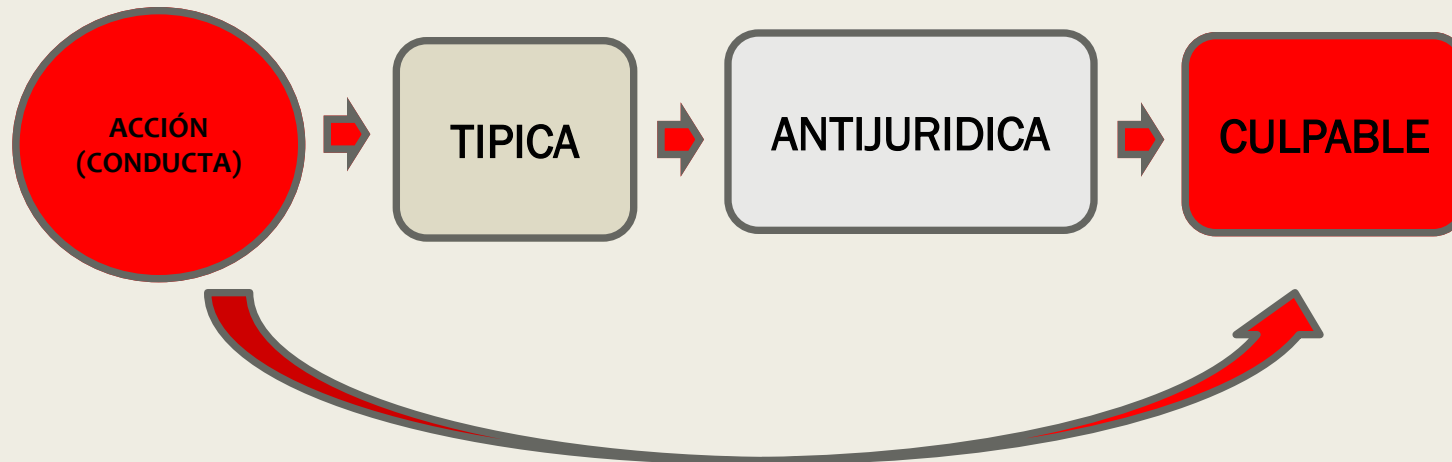 ACCIÓN
(CONDUCTA)
TIPICA
ANTIJURIDICA
CULPABLE